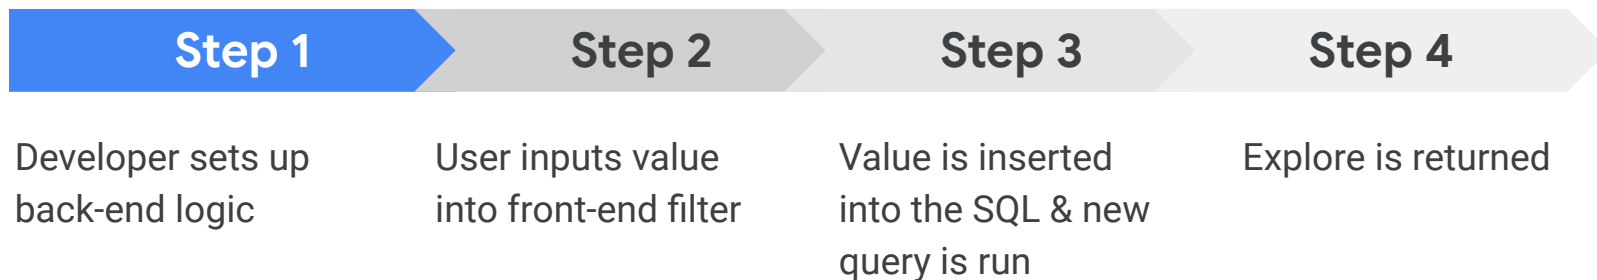 Step 1
Step 2
Step 3
Step 4
Developer sets up
back-end logic
User inputs value
into front-end filter
Value is inserted
into the SQL & new
query is run
Explore is returned